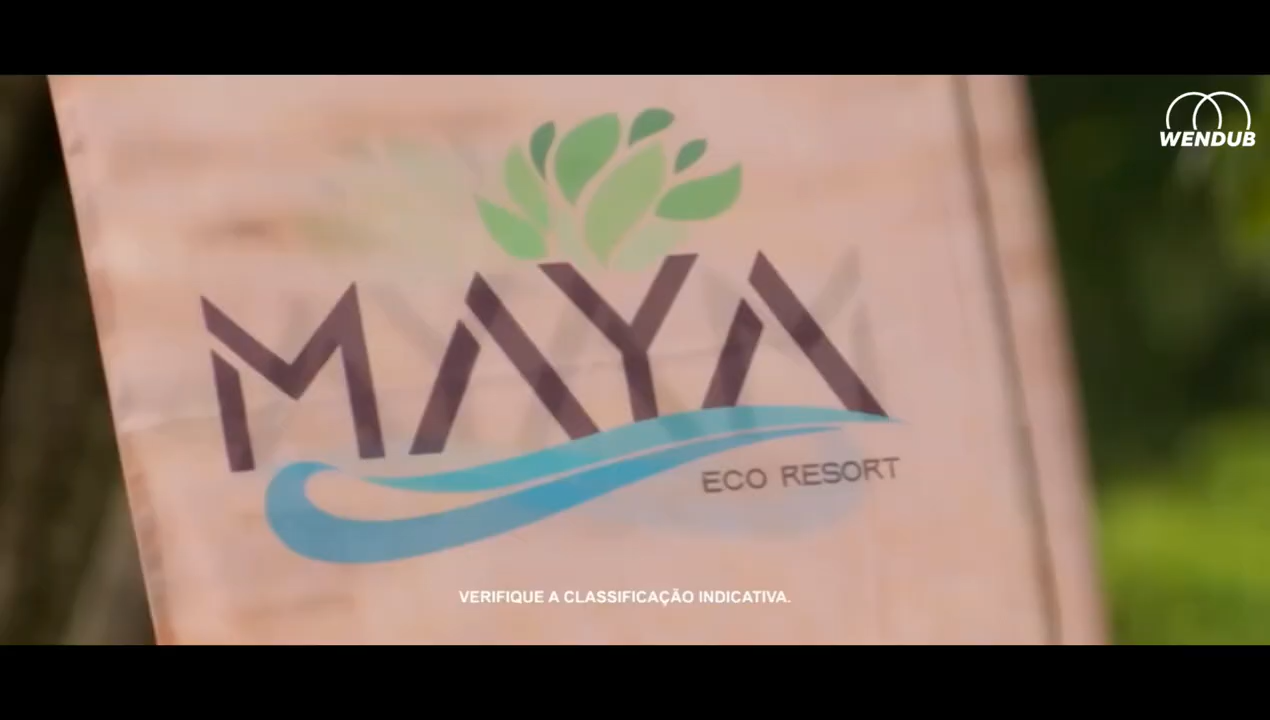 WENDUB
MAYA
ECO RESORT
VERIFIQUE A CLASSIFICAÇÃO INDICATIVA.